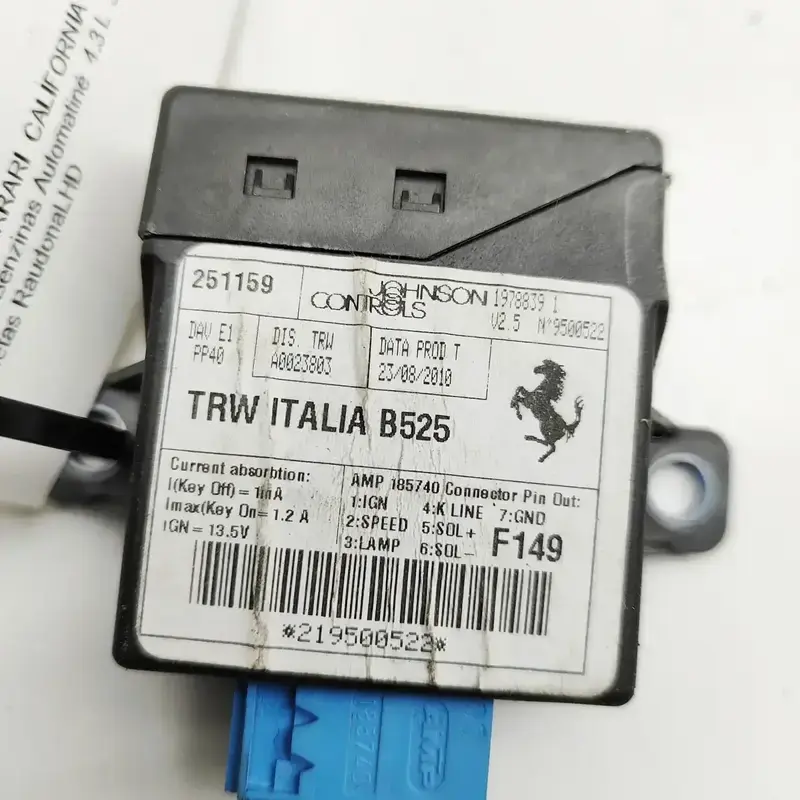 RARI CALIFORNIA
Benzinas Automatinė 4.3 L
etas RaudonaLHD
251159
JOHNSON
CONTROLS
1978839 1
V2.5 N°9500522
DAV E1
PP40
DIS. TRW
A0023803
DATA PROD T
23/08/2010
TRW ITALIA B525
Current absorbtion:
I(Key Off) = 1mA
Imax(Key On= 1.2 A
IGN = 13.5V
AMP 185740 Connector Pin Out:
1:IGN 4:K LINE 7:GND
2:SPEED 5:SOL+
3:LAMP 6:SOL-
F149
*219500522*
AMP